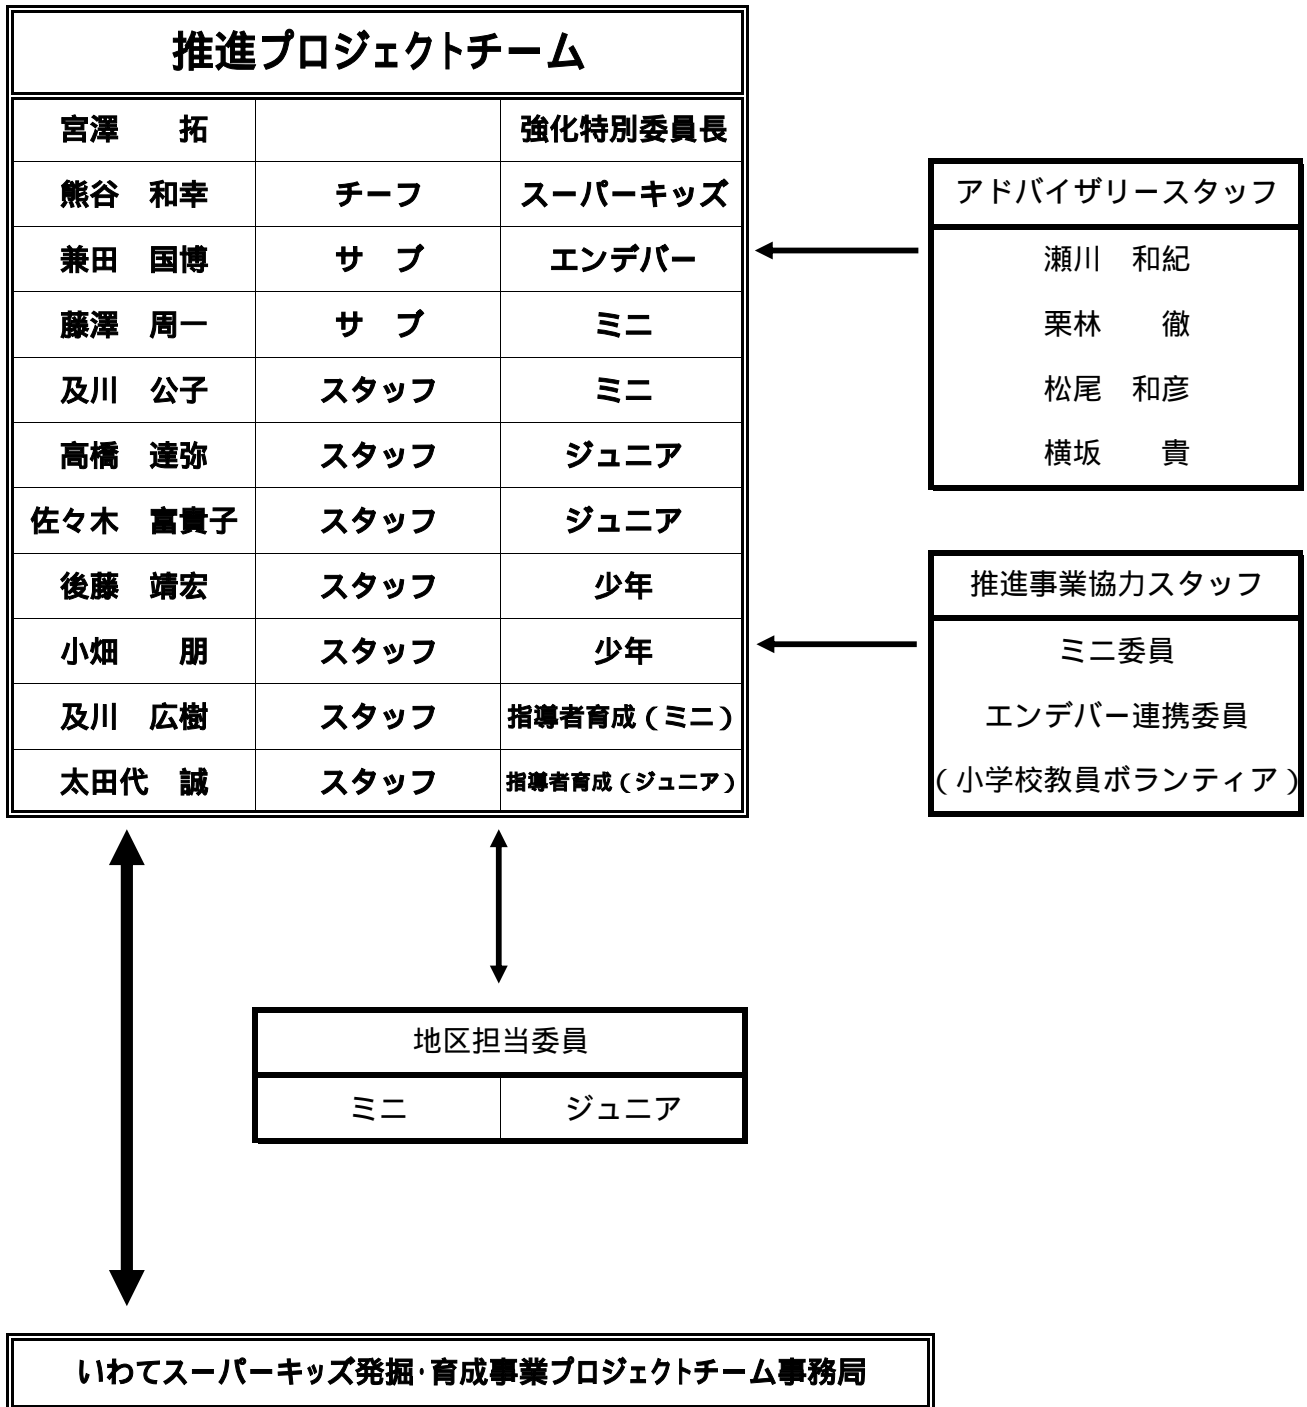 推進プロジェクトチーム
宮澤　　拓　強化特別委員長
熊谷　和幸　チーフ　スーパーキッズ
兼田　国博　サ　ブ　エンデバー
藤澤　周一　サ　ブ　ミニ
及川　公子　スタッフ　ミニ
高橋　達弥　スタッフ　ジュニア
佐々木　富貴子　スタッフ　ジュニア
後藤　靖宏　スタッフ　少年
小畑　　朋　スタッフ　少年
及川　広樹　スタッフ　指導者育成（ミニ）
太田代　誠　スタッフ　指導者育成（ジュニア）
アドバイザリースタッフ
瀬川　和紀
栗林　　徹
松尾　和彦
横坂　　貴
推進事業協力スタッフ
ミニ委員
エンデバー連携委員
（小学校教員ボランティア）
地区担当委員
ミニ　ジュニア
いわてスーパーキッズ発掘･育成事業プロジェクトチーム事務局